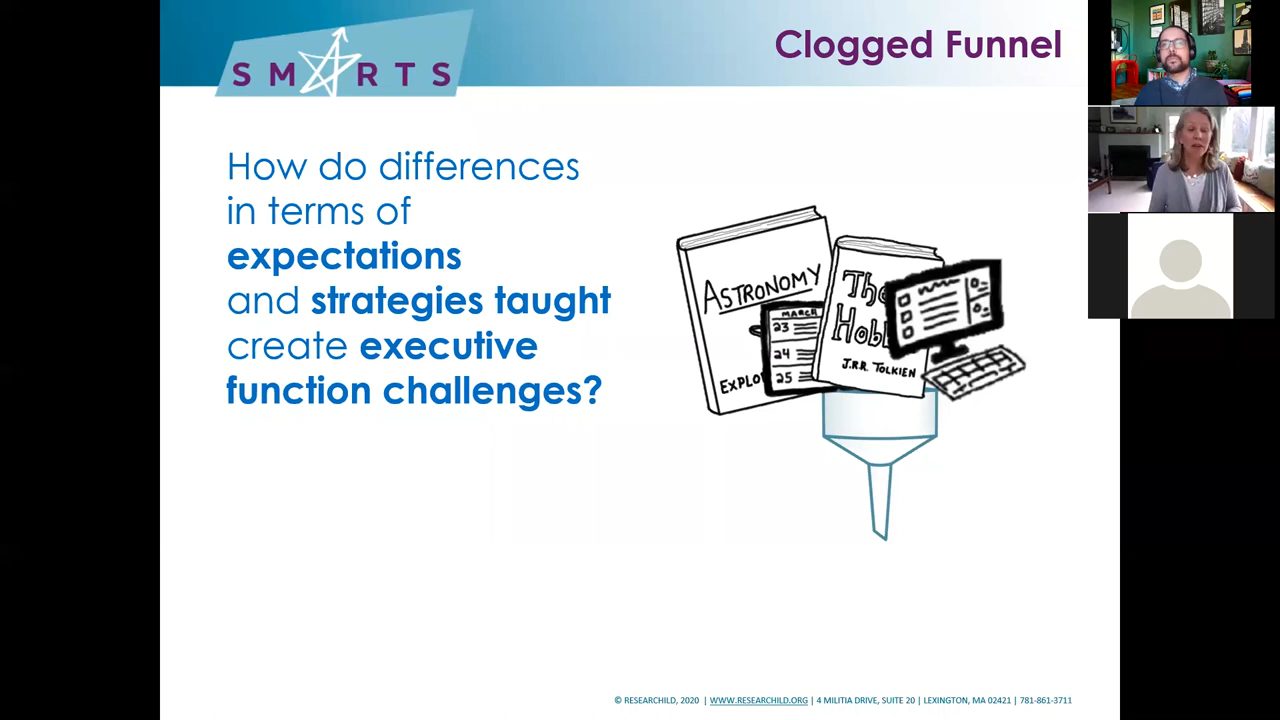 SMARTS
Clogged Funnel
How do differences
in terms of
expectations
and strategies taught
create executive
function challenges?
ASTRONOMY
EXPLO
MARCH
23
24
25
The
Hobb
J.R.R. TOLKIEN
© RESEARCHILD, 2020 | WWW.RESEARCHILD.ORG | 4 MILITIA DRIVE, SUITE 20 | LEXINGTON, MA 02421 | 781-861-3711